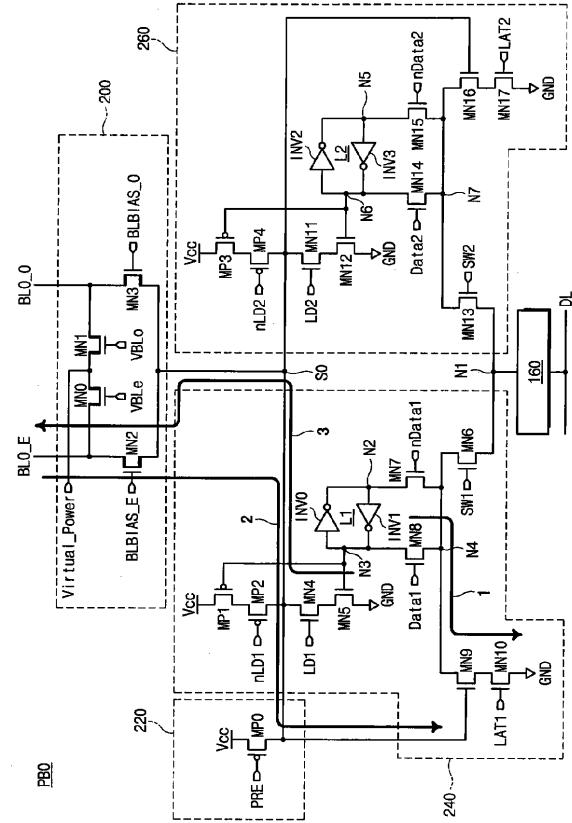 PB0
BL0_E
BL0_O
Virtual_Power
200
MN0
MN1
VBLe
VBLo
MN2
MN3
BLBIAS_E
BLBIAS_O
220
Vcc
PRE
MP0
2
3
S0
Vcc
MP1
nLD1
MP2
LD1
MN4
MN5
GND
N3
INV0
L1
INV1
N2
Data1
MN8
MN7
nData1
N4
1
MN9
LAT1
MN10
GND
240
SW1
MN6
N1
160
DL
260
Vcc
MP3
nLD2
MP4
LD2
MN11
MN12
GND
N6
INV2
L2
INV3
N5
Data2
MN14
MN15
nData2
N7
MN13
SW2
MN16
MN17
LAT2
GND